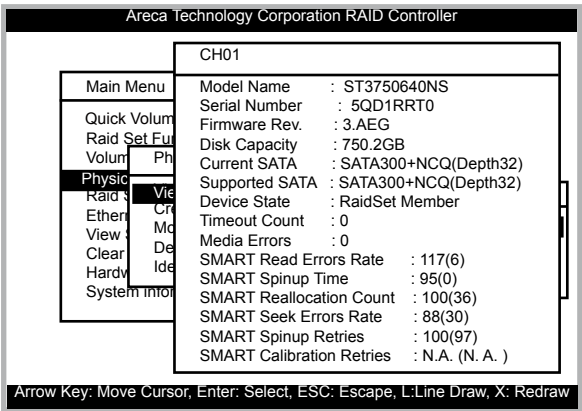 Areca Technology Corporation RAID Controller
CH01
Model Name : ST3750640NS
Serial Number : 5QD1RRT0
Firmware Rev. : 3.AEG
Disk Capacity : 750.2GB
Current SATA : SATA300+NCQ(Depth32)
Supported SATA : SATA300+NCQ(Depth32)
Device State : RaidSet Member
Timeout Count : 0
Media Errors : 0
SMART Read Errors Rate : 117(6)
SMART Spinup Time : 95(0)
SMART Reallocation Count : 100(36)
SMART Seek Errors Rate : 88(30)
SMART Spinup Retries : 100(97)
SMART Calibration Retries : N.A. (N. A. )
Main Menu
Quick Volum
Raid Set Fu
Volum
Physic
Raid S
Ethern
View
Clear
Hardw
System Infor
Ph
Vie
Cre
Mo
De
Ide
Arrow Key: Move Cursor, Enter: Select, ESC: Escape, L:Line Draw, X: Redraw